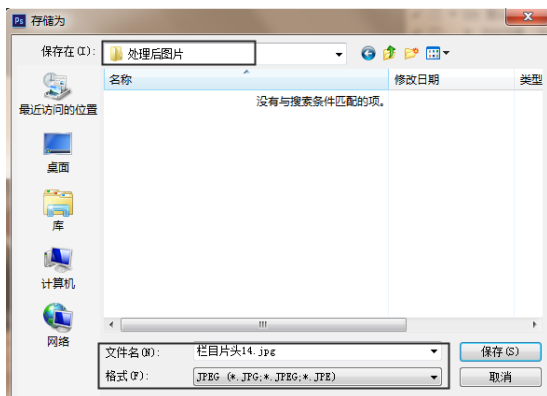 Ps 存储为
保存在(I): 处理后图片
名称 修改日期 类型
没有与搜索条件匹配的项。
最近访问的位置
桌面
库
计算机
网络
文件名(N): 栏目片头14.jpg 保存(S)
格式(F): JPEG (*.JPG;*.JPEG;*.JPE) 取消